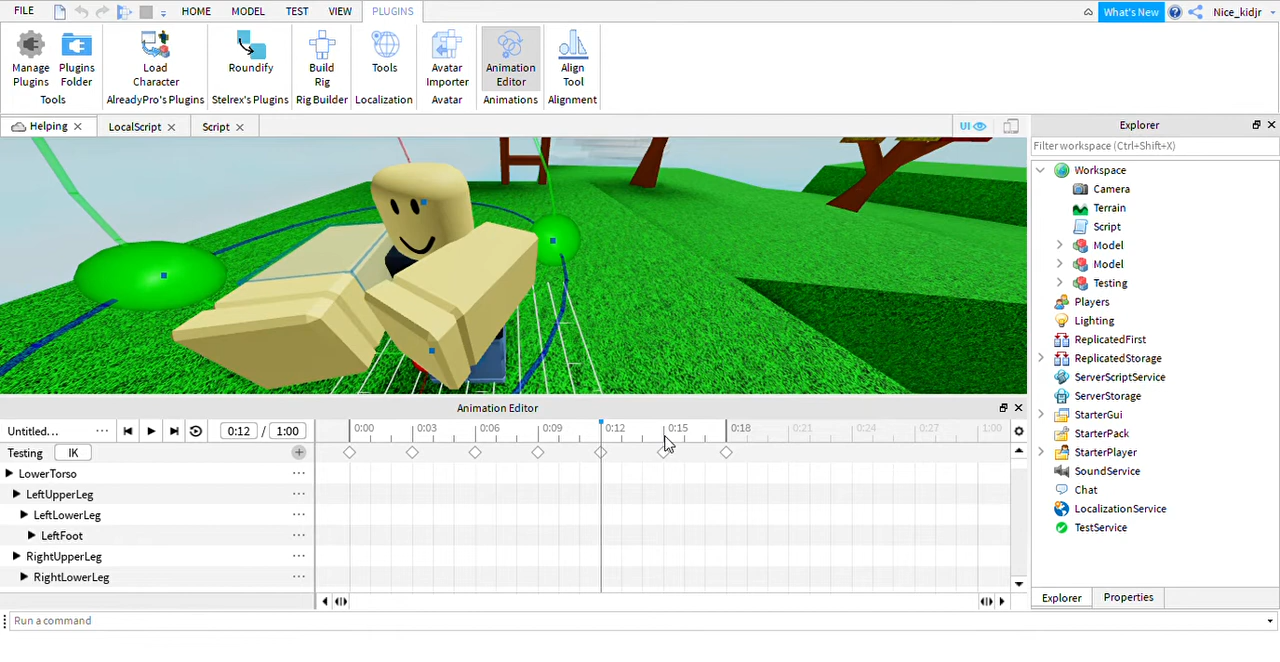 FILE HOME MODEL TEST VIEW PLUGINS What's New Nice_kidjr
Manage Plugins Plugins Folder Load Character Roundify Build Rig Tools Avatar Importer Animation Editor Align Tool
Tools AlreadyPro's Plugins Stelrex's Plugins Rig Builder Localization Avatar Animations Alignment
Helping LocalScript Script UI
Explorer
Filter workspace (Ctrl+Shift+X)
Workspace
Camera
Terrain
Script
Model
Model
Testing
Players
Lighting
ReplicatedFirst
ReplicatedStorage
ServerScriptService
ServerStorage
StarterGui
StarterPack
StarterPlayer
SoundService
Chat
LocalizationService
TestService
Explorer Properties
Animation Editor
Untitled... 0:12 / 1:00 0:00 0:03 0:06 0:09 0:12 0:15 0:18 0:21 0:24 0:27 1:00
Testing IK
LowerTorso
LeftUpperLeg
LeftLowerLeg
LeftFoot
RightUpperLeg
RightLowerLeg
Run a command